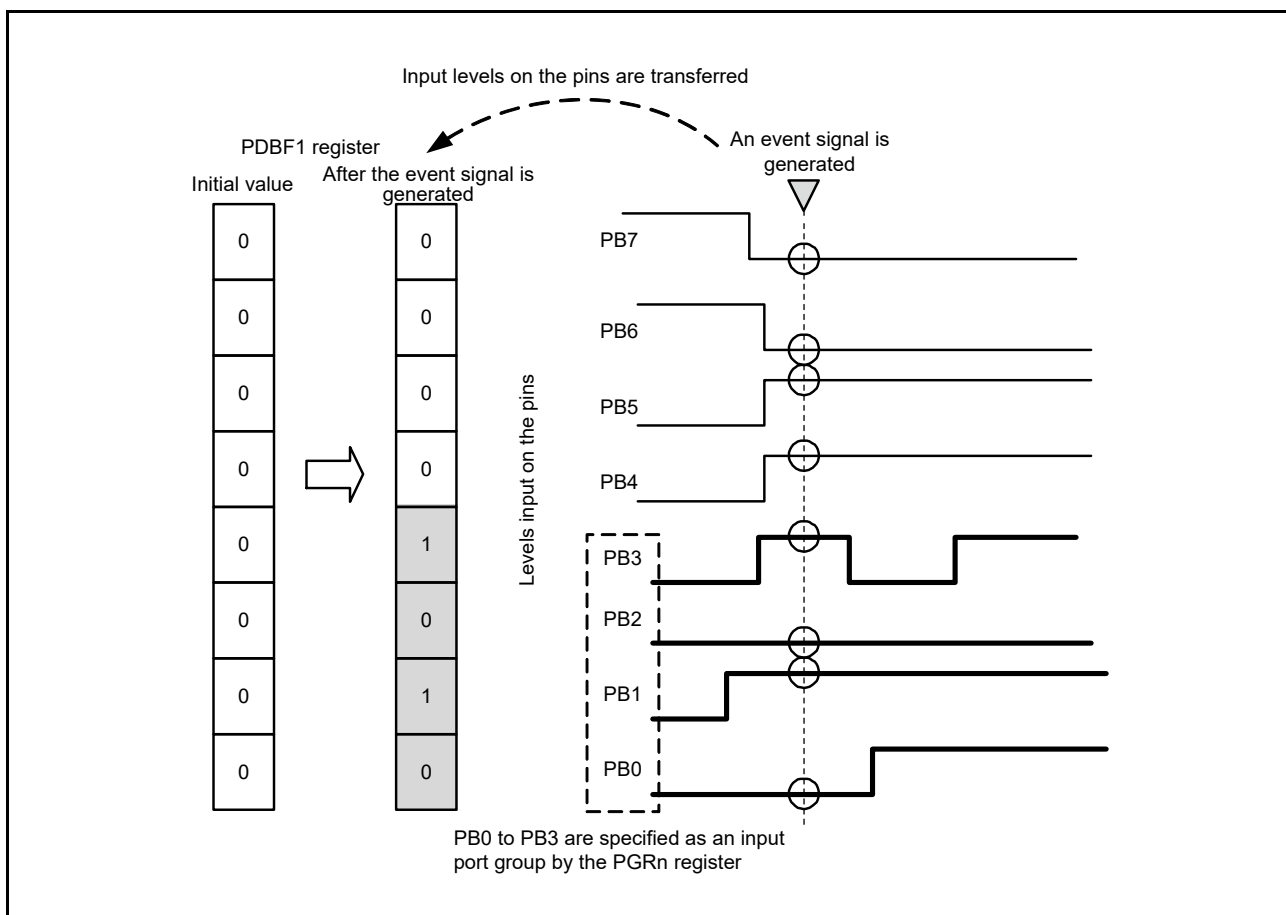 Input levels on the pins are transferred
An event signal is
generated
PDBF1 register
Initial value
After the event signal is
generated
0
0
0
0
0
0
0
0
0
0
0
0
1
0
1
0
Levels input on the pins
PB7
PB6
PB5
PB4
PB3
PB2
PB1
PB0
PB0 to PB3 are specified as an input
port group by the PGRn register